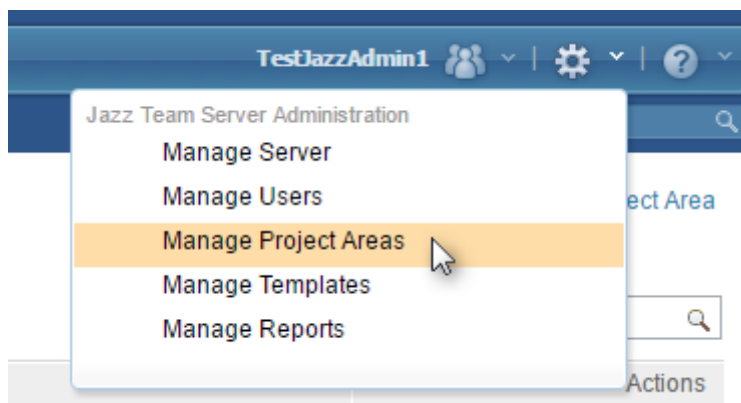 TestJazzAdmin1
Jazz Team Server Administration
Manage Server
Manage Users
ect Area
Manage Project Areas
Manage Templates
Manage Reports
Actions